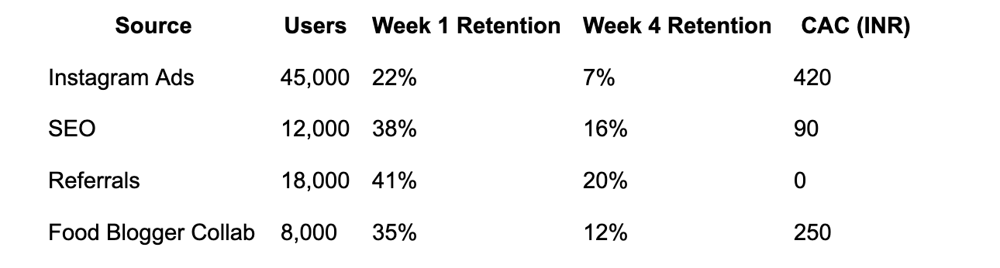 Source Users Week 1 Retention Week 4 Retention CAC (INR)
Instagram Ads 45,000 22% 7% 420
SEO 12,000 38% 16% 90
Referrals 18,000 41% 20% 0
Food Blogger Collab 8,000 35% 12% 250